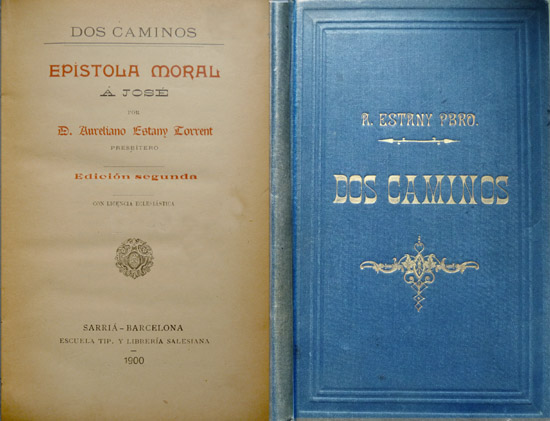 DOS CAMINOS
EPÍSTOLA MORAL
Á JOSÉ
POR
D. Aureliano Estany Torrent
PRESBITERO
Edición segunda
CON LICENCIA ECLESIÁSTICA
SARRIÁ-BARCELONA
ESCUELA TIP. Y LIBRERÍA SALESIANA
1900
A. ESTANY PBRO.
DOS CAMINOS